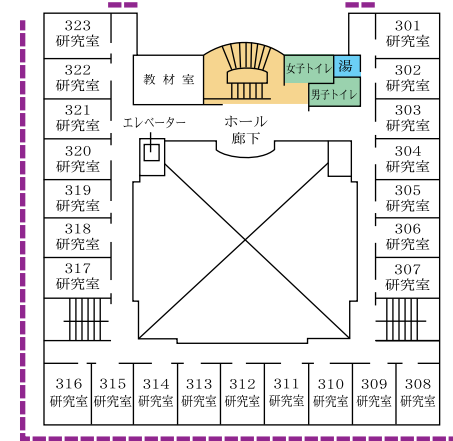 323
研究室
301
研究室
322
研究室
教材室
女子トイレ
湯
302
研究室
男子トイレ
321
研究室
エレベーター
ホール
廊下
303
研究室
320
研究室
304
研究室
319
研究室
305
研究室
318
研究室
306
研究室
317
研究室
307
研究室
316
研究室
315
研究室
314
研究室
313
研究室
312
研究室
311
研究室
310
研究室
309
研究室
308
研究室